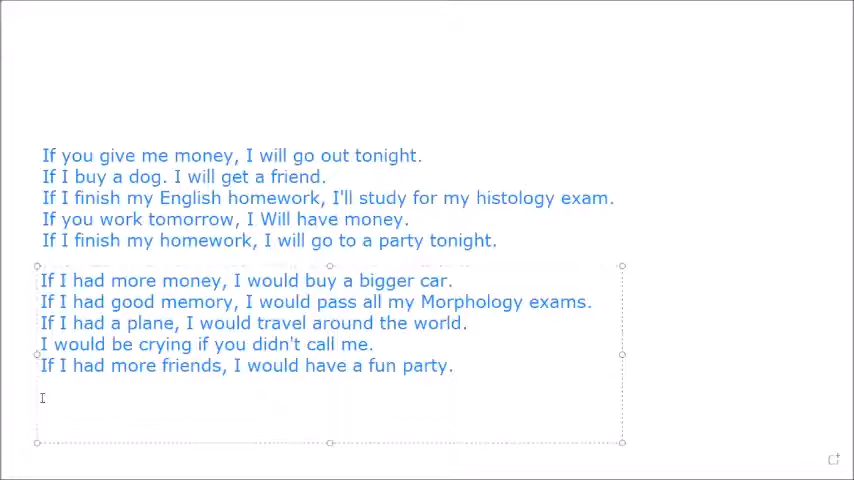 If you give me money, I will go out tonight.
If I buy a dog. I will get a friend.
If I finish my English homework, I'll study for my histology exam.
If you work tomorrow, I Will have money.
If I finish my homework, I will go to a party tonight.
If I had more money, I would buy a bigger car.
If I had good memory, I would pass all my Morphology exams.
If I had a plane, I would travel around the world.
I would be crying if you didn't call me.
If I had more friends, I would have a fun party.